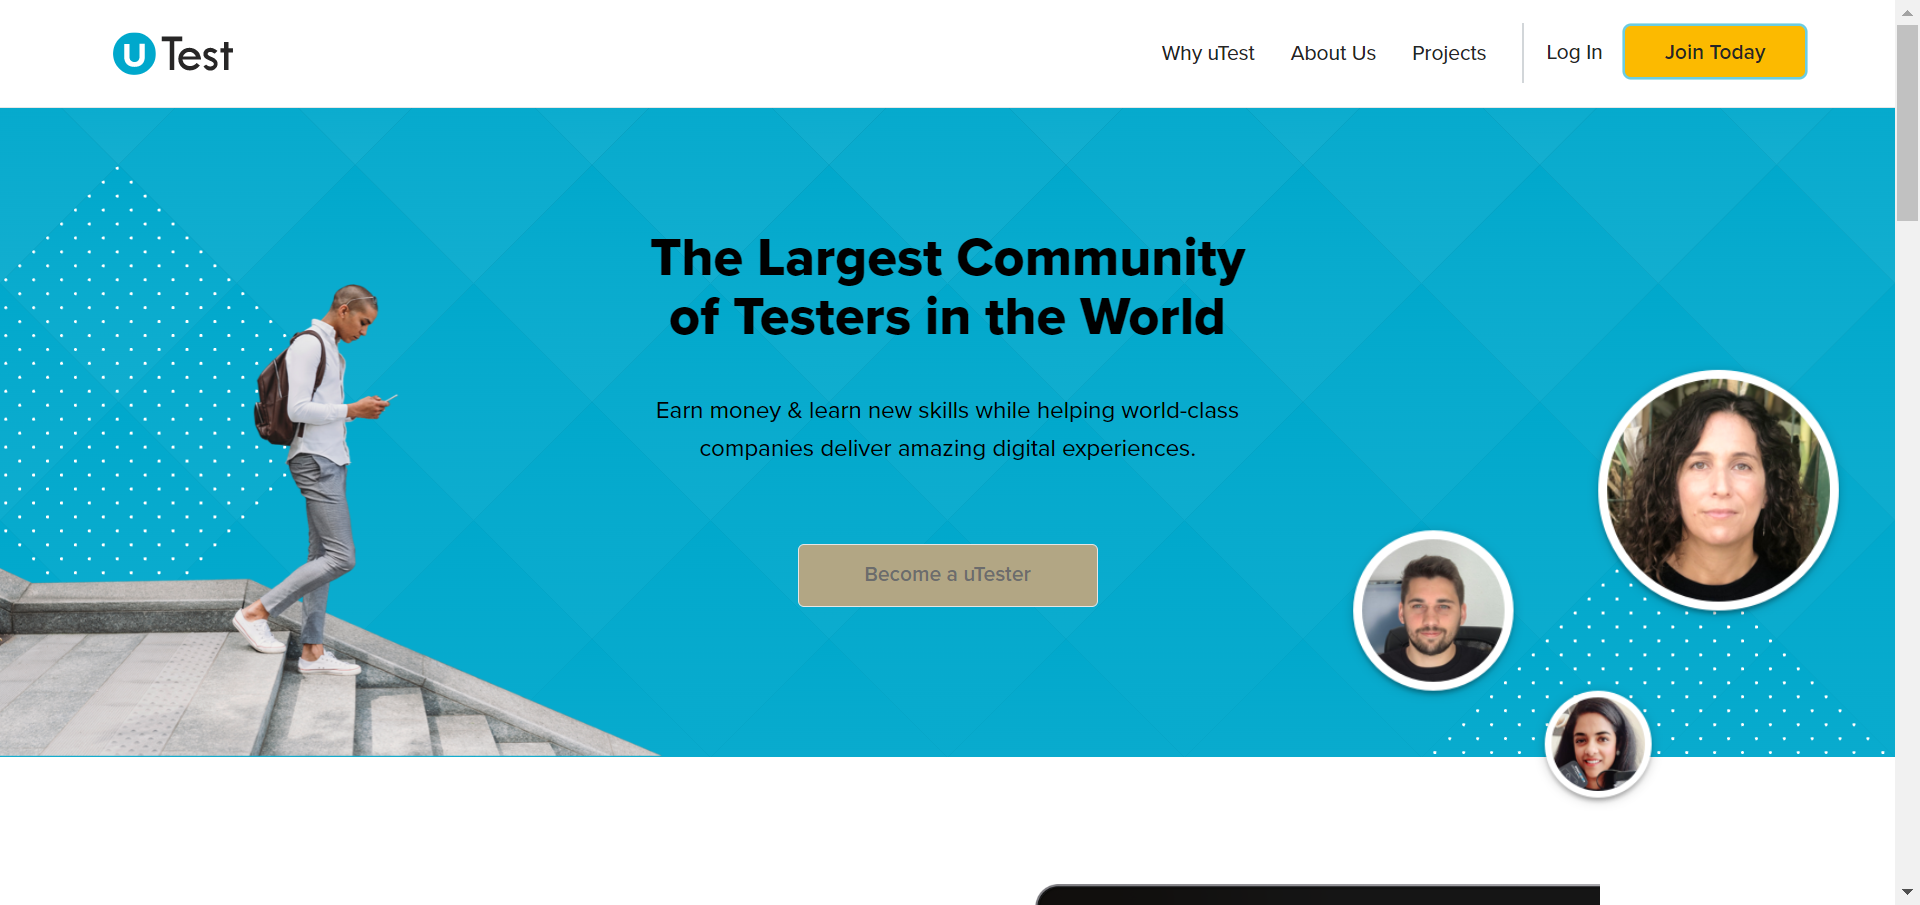 uTest
Why uTest
About Us
Projects
Log In
Join Today
The Largest Community
of Testers in the World
Earn money & learn new skills while helping world-class
companies deliver amazing digital experiences.
Become a uTester